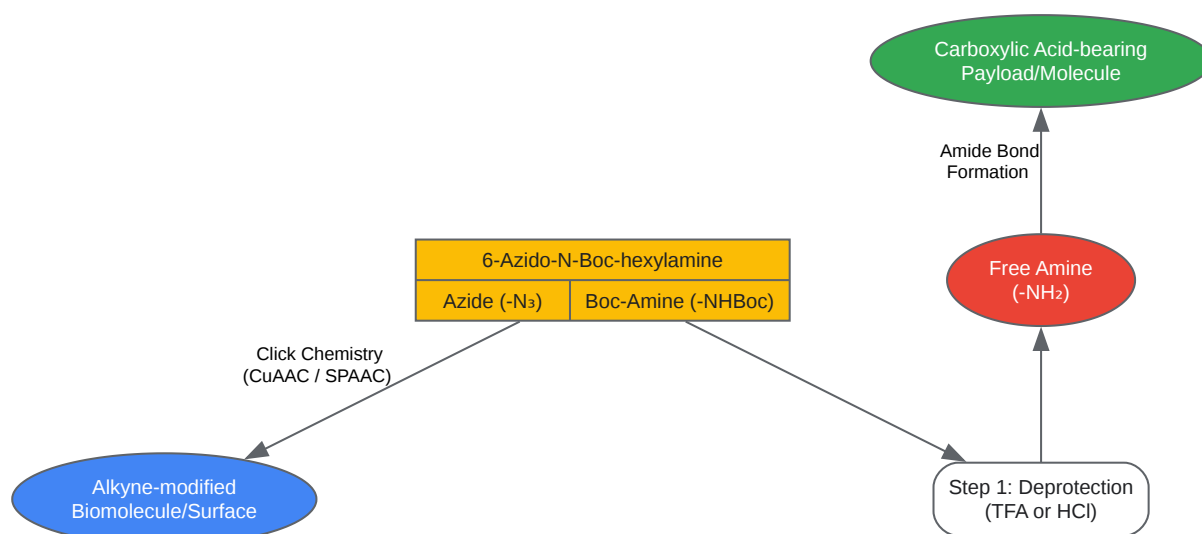 Carboxylic Acid-bearing
Payload/Molecule
Amide Bond
Formation
6-Azido-N-Boc-hexylamine
Azide (-N₃)
Boc-Amine (-NHBoc)
Free Amine
(-NH₂)
Click Chemistry
(CuAAC / SPAAC)
Alkyne-modified
Biomolecule/Surface
Step 1: Deprotection
(TFA or HCl)